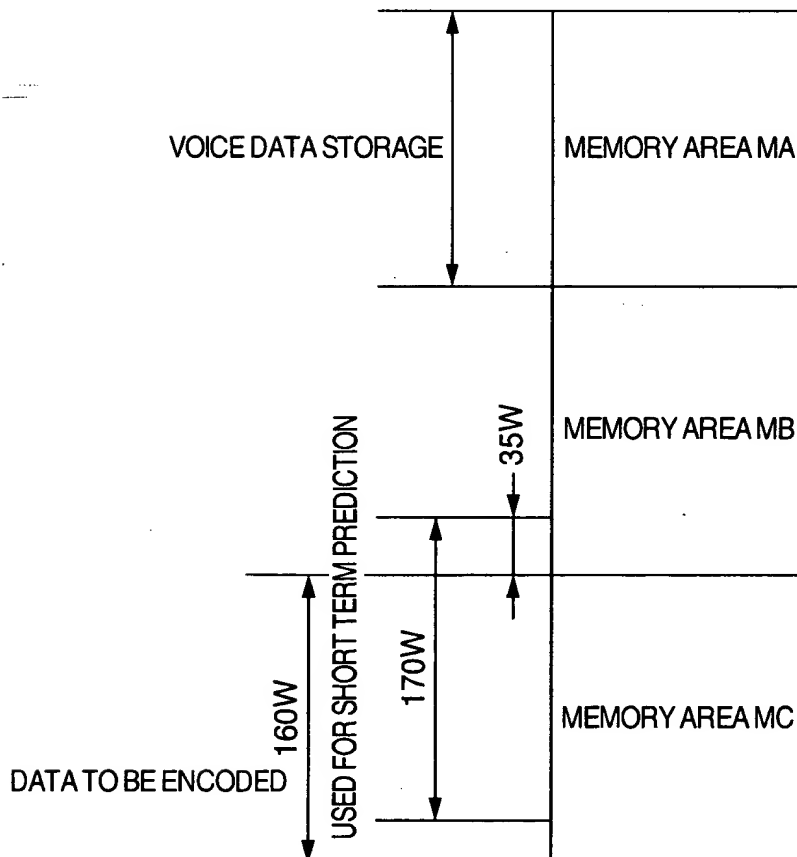 VOICE DATA STORAGE
MEMORY AREA MA
MEMORY AREA MB
35W
USED FOR SHORT TERM PREDICTION
170W
160W
MEMORY AREA MC
DATA TO BE ENCODED